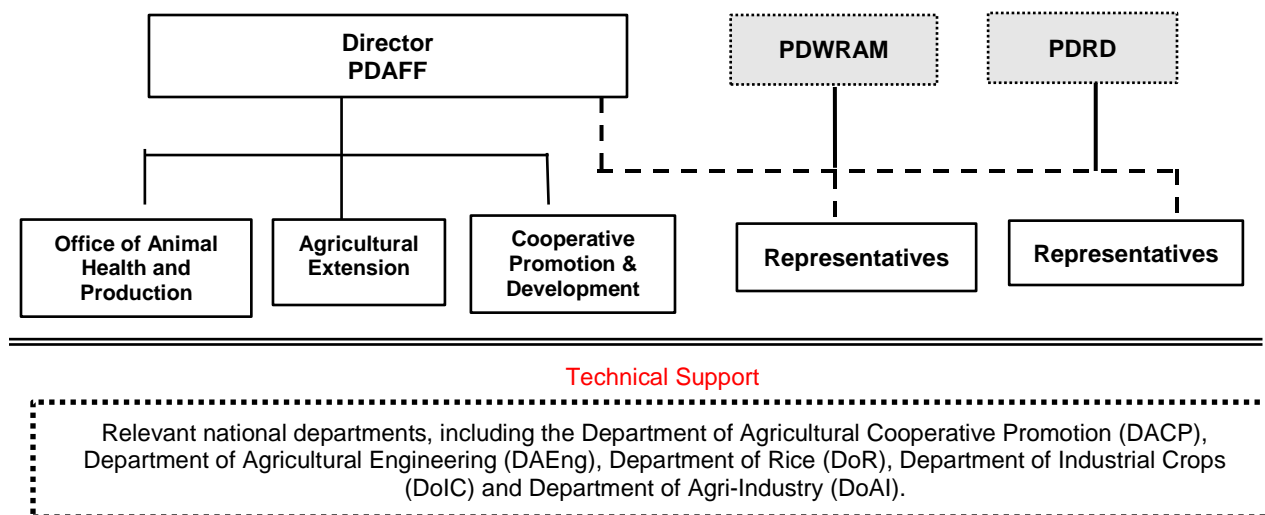 Director
PDAFF
PDWRAM
PDRD
Office of Animal
Health and
Production
Agricultural
Extension
Cooperative
Promotion &
Development
Representatives
Representatives
Technical Support
Relevant national departments, including the Department of Agricultural Cooperative Promotion (DACP),
Department of Agricultural Engineering (DAEng), Department of Rice (DoR), Department of Industrial Crops
(DoIC) and Department of Agri-Industry (DoAI).